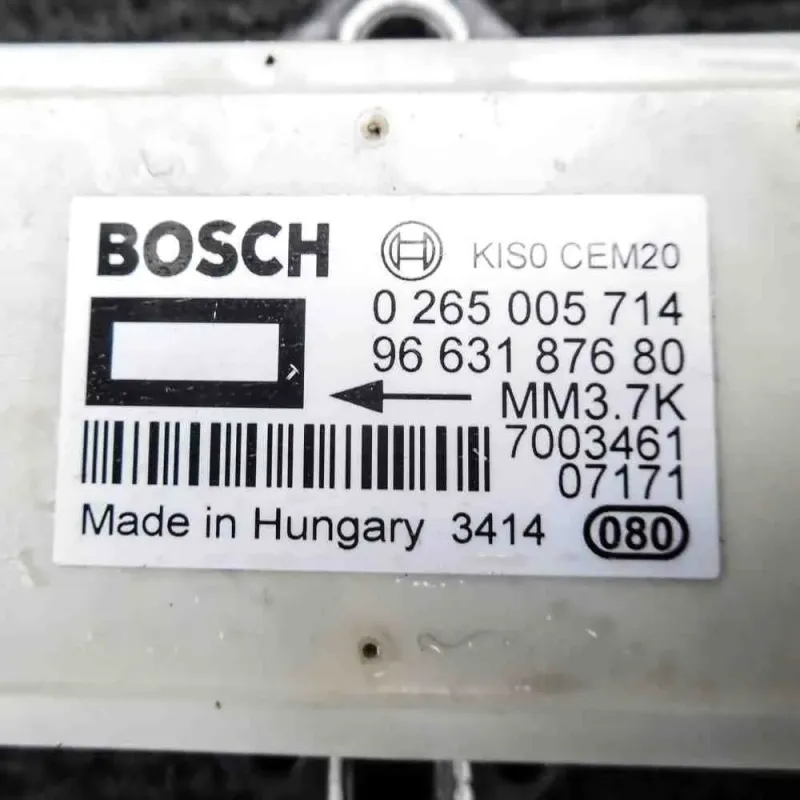 BOSCH KIS0 CEM20
0 265 005 714
96 631 876 80
MM3.7K
7003461
07171
Made in Hungary 3414 080